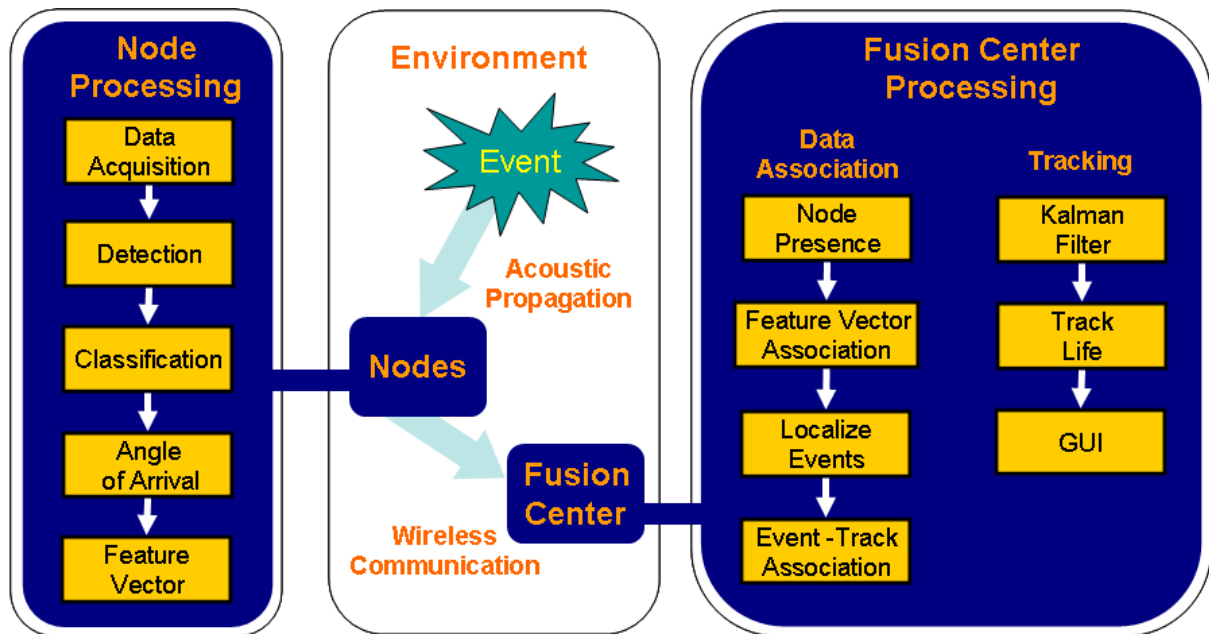 Node
Processing
Data
Acquisition
Detection
Classification
Angle
of Arrival
Feature
Vector
Environment
Event
Acoustic
Propagation
Nodes
Fusion
Center
Wireless
Communication
Fusion Center
Processing
Data
Association
Node
Presence
Feature Vector
Association
Localize
Events
Event -Track
Association
Tracking
Kalman
Filter
Track
Life
GUI